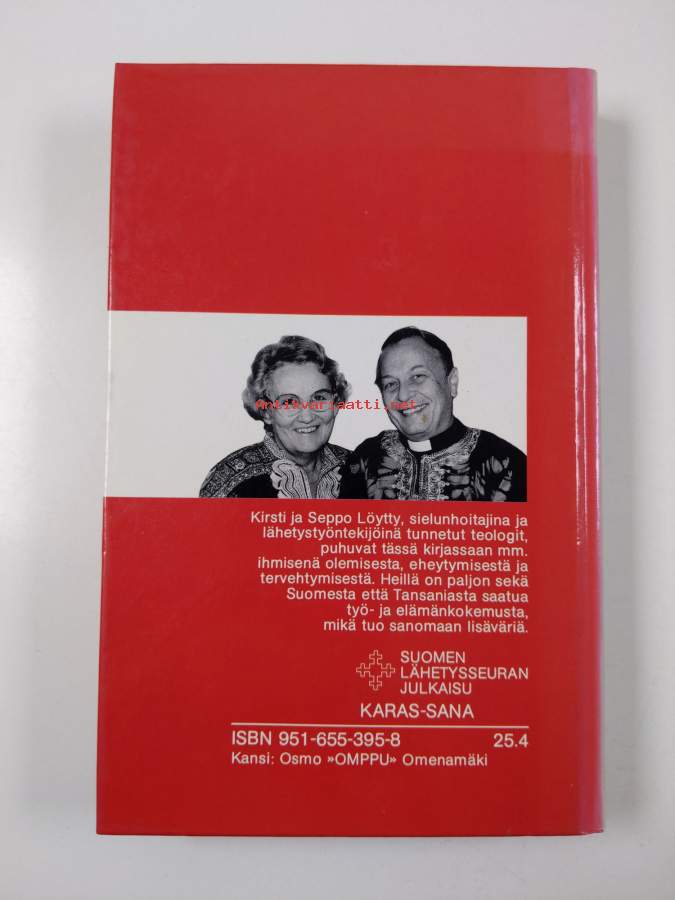 Antikvariaatti.net
Kirsti ja Seppo Löytty, sielunhoitajina ja
lähetystyöntekijöinä tunnetut teologit,
puhuvat tässä kirjassaan mm.
ihmisenä olemisesta, eheytymisestä ja
tervehtymisestä. Heillä on paljon sekä
Suomesta että Tansaniasta saatua
työ- ja elämänkokemusta,
mikä tuo sanomaan lisäväriä.
SUOMEN
LÄHETYSSEURAN
JULKAISU
KARAS-SANA
ISBN 951-655-395-8 25.4
Kansi: Osmo »OMPPU» Omenamäki